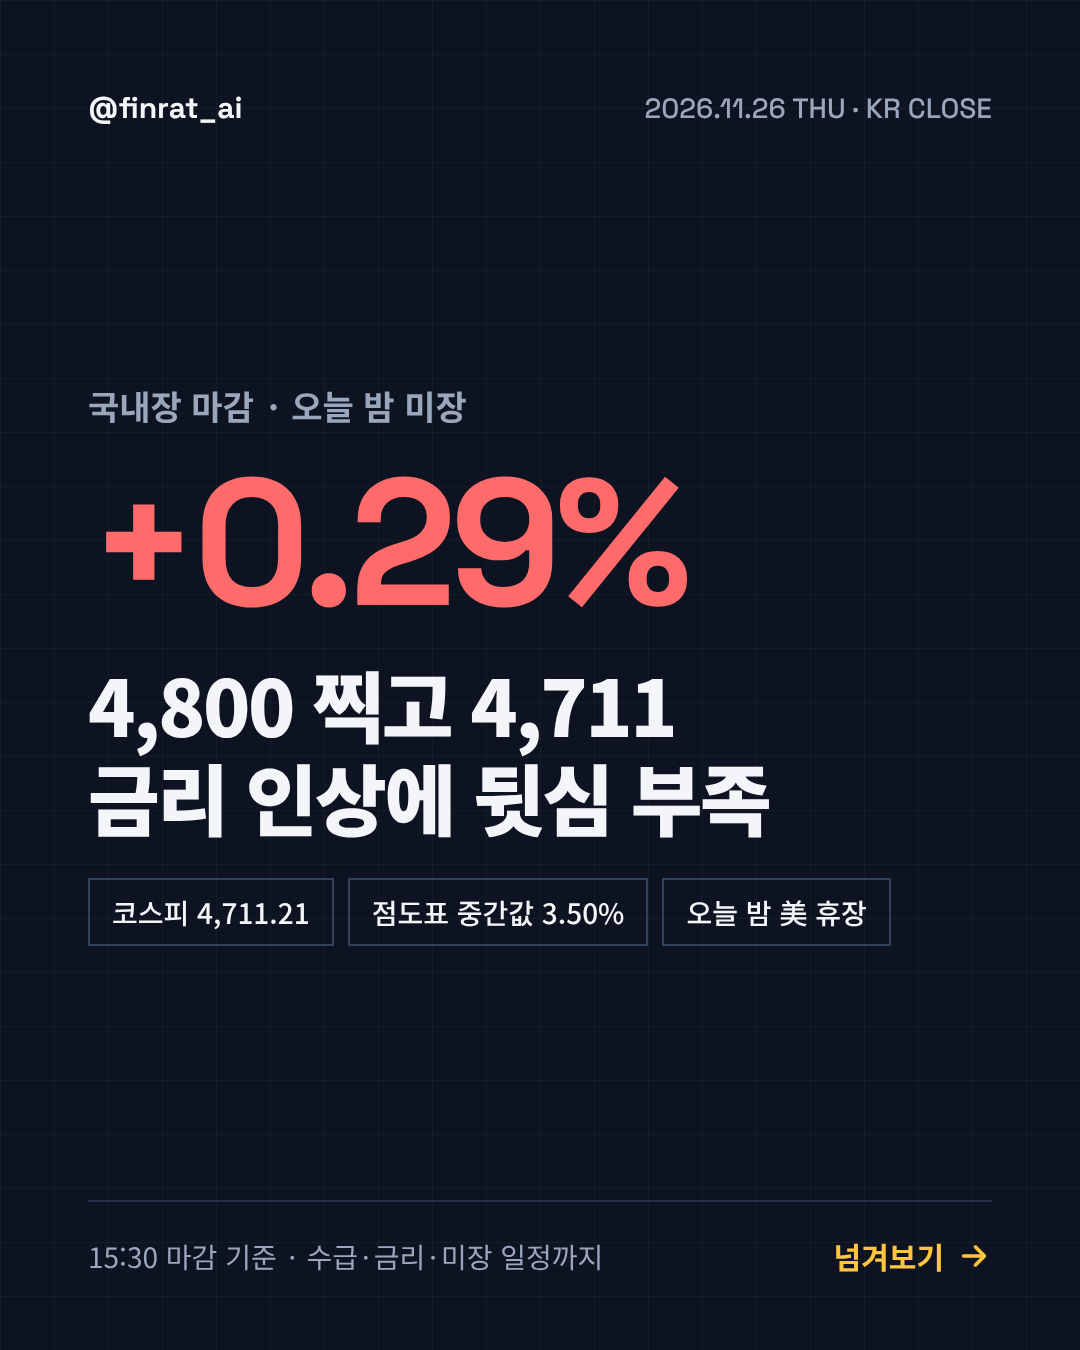 @finrat_ai
2026.11.26 THU · KR CLOSE
국내장 마감 · 오늘 밤 미장
+0.29%
4,800 찍고 4,711
금리 인상에 뒷심 부족
코스피 4,711.21
점도표 중간값 3.50%
오늘 밤 美 휴장
15:30 마감 기준 · 수급·금리·미장 일정까지
넘겨보기 →